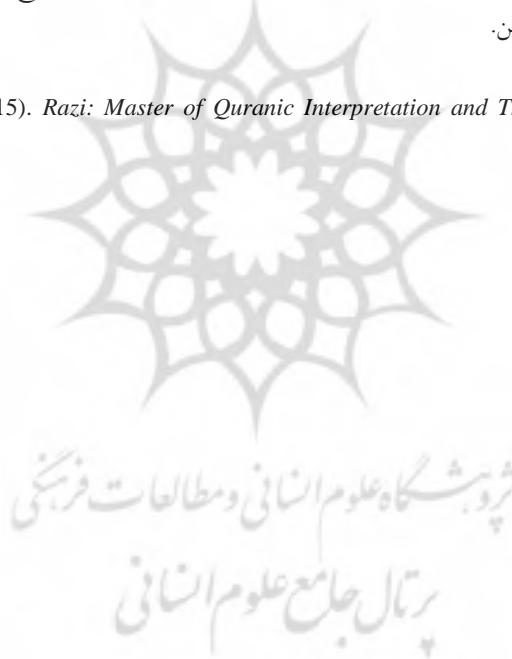 ن.
15). Razi: Master of Quranic Interpretation and T
پژوهشگاه علوم انسانی و مطالعات فرهنگی
پرتال جامع علوم انسانی